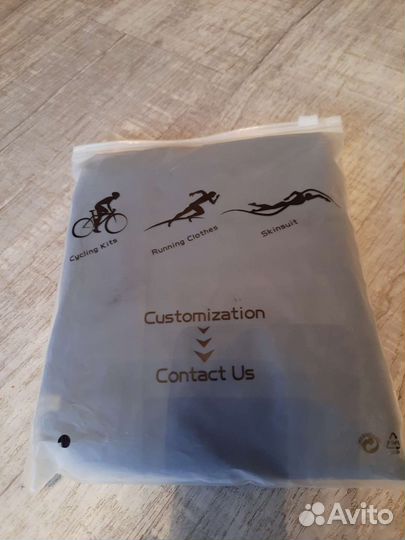 Cycling Kits
Running Clothes
Skinsuit
Customization
Contact Us
Avito